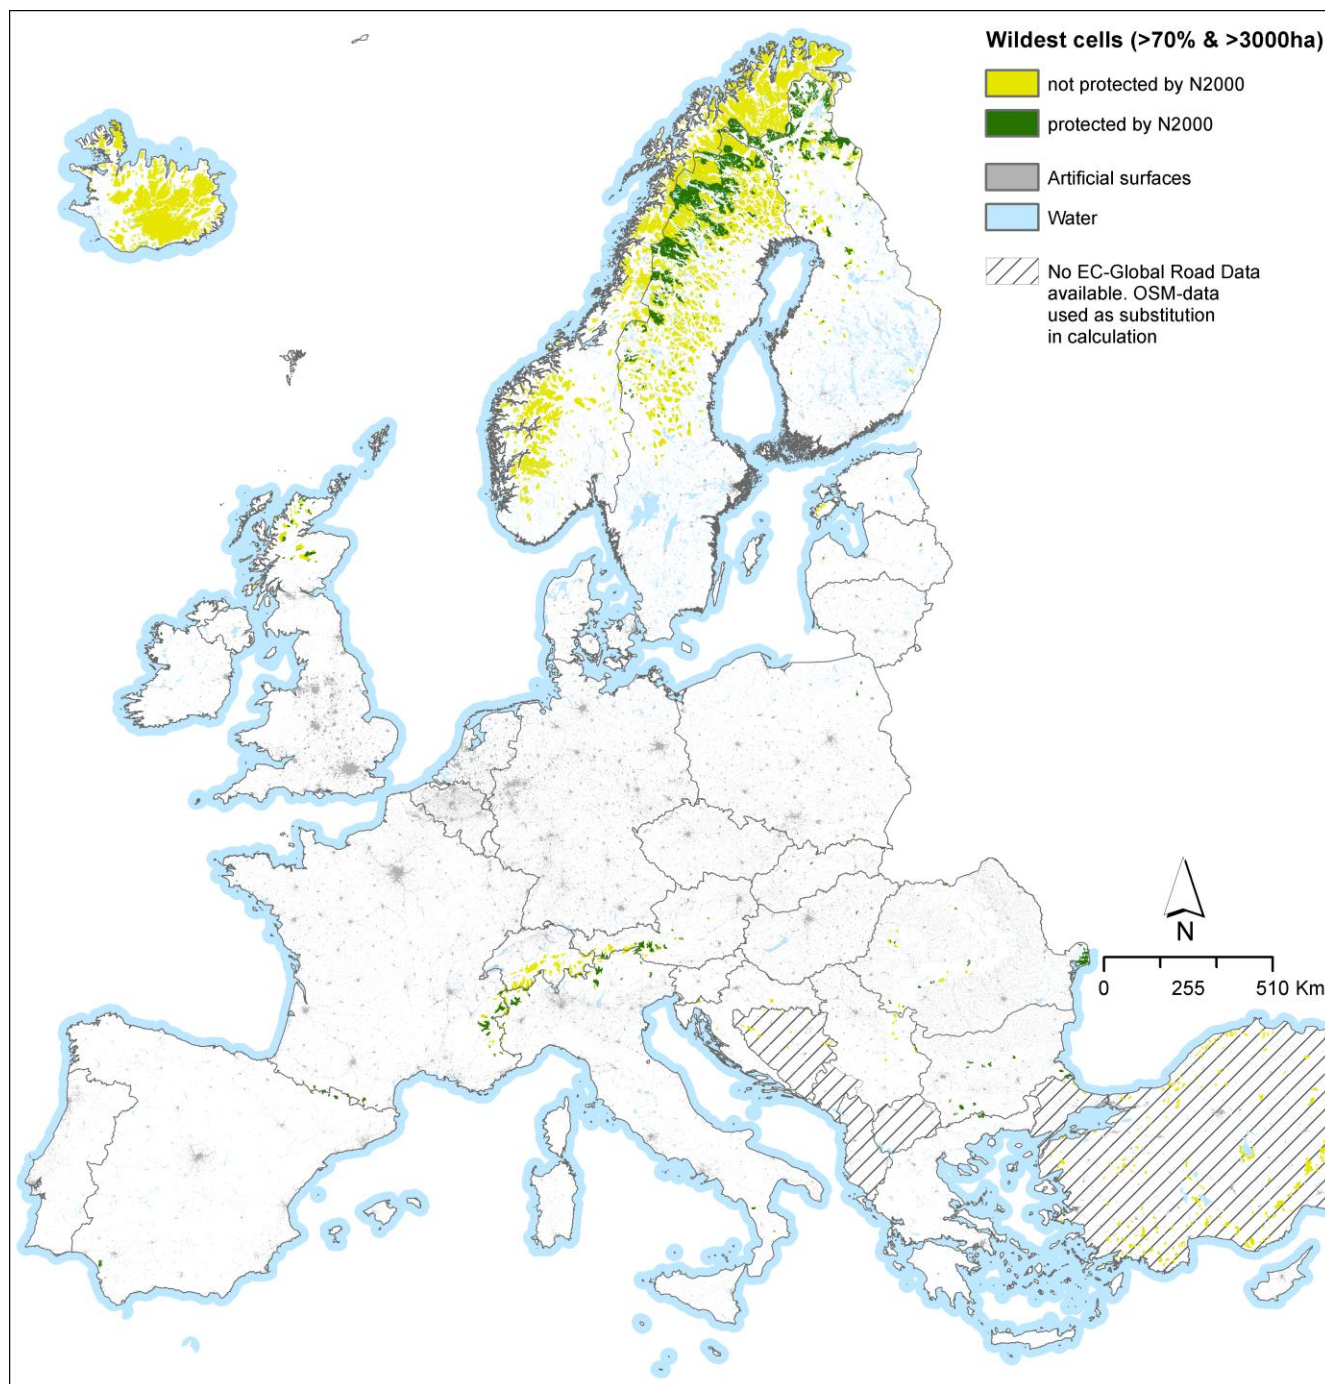 Wildest cells (>70% & >3000ha)
not protected by N2000
protected by N2000
Artificial surfaces
Water
No EC-Global Road Data
available. OSM-data
used as substitution
in calculation
N
0 255 510 Km